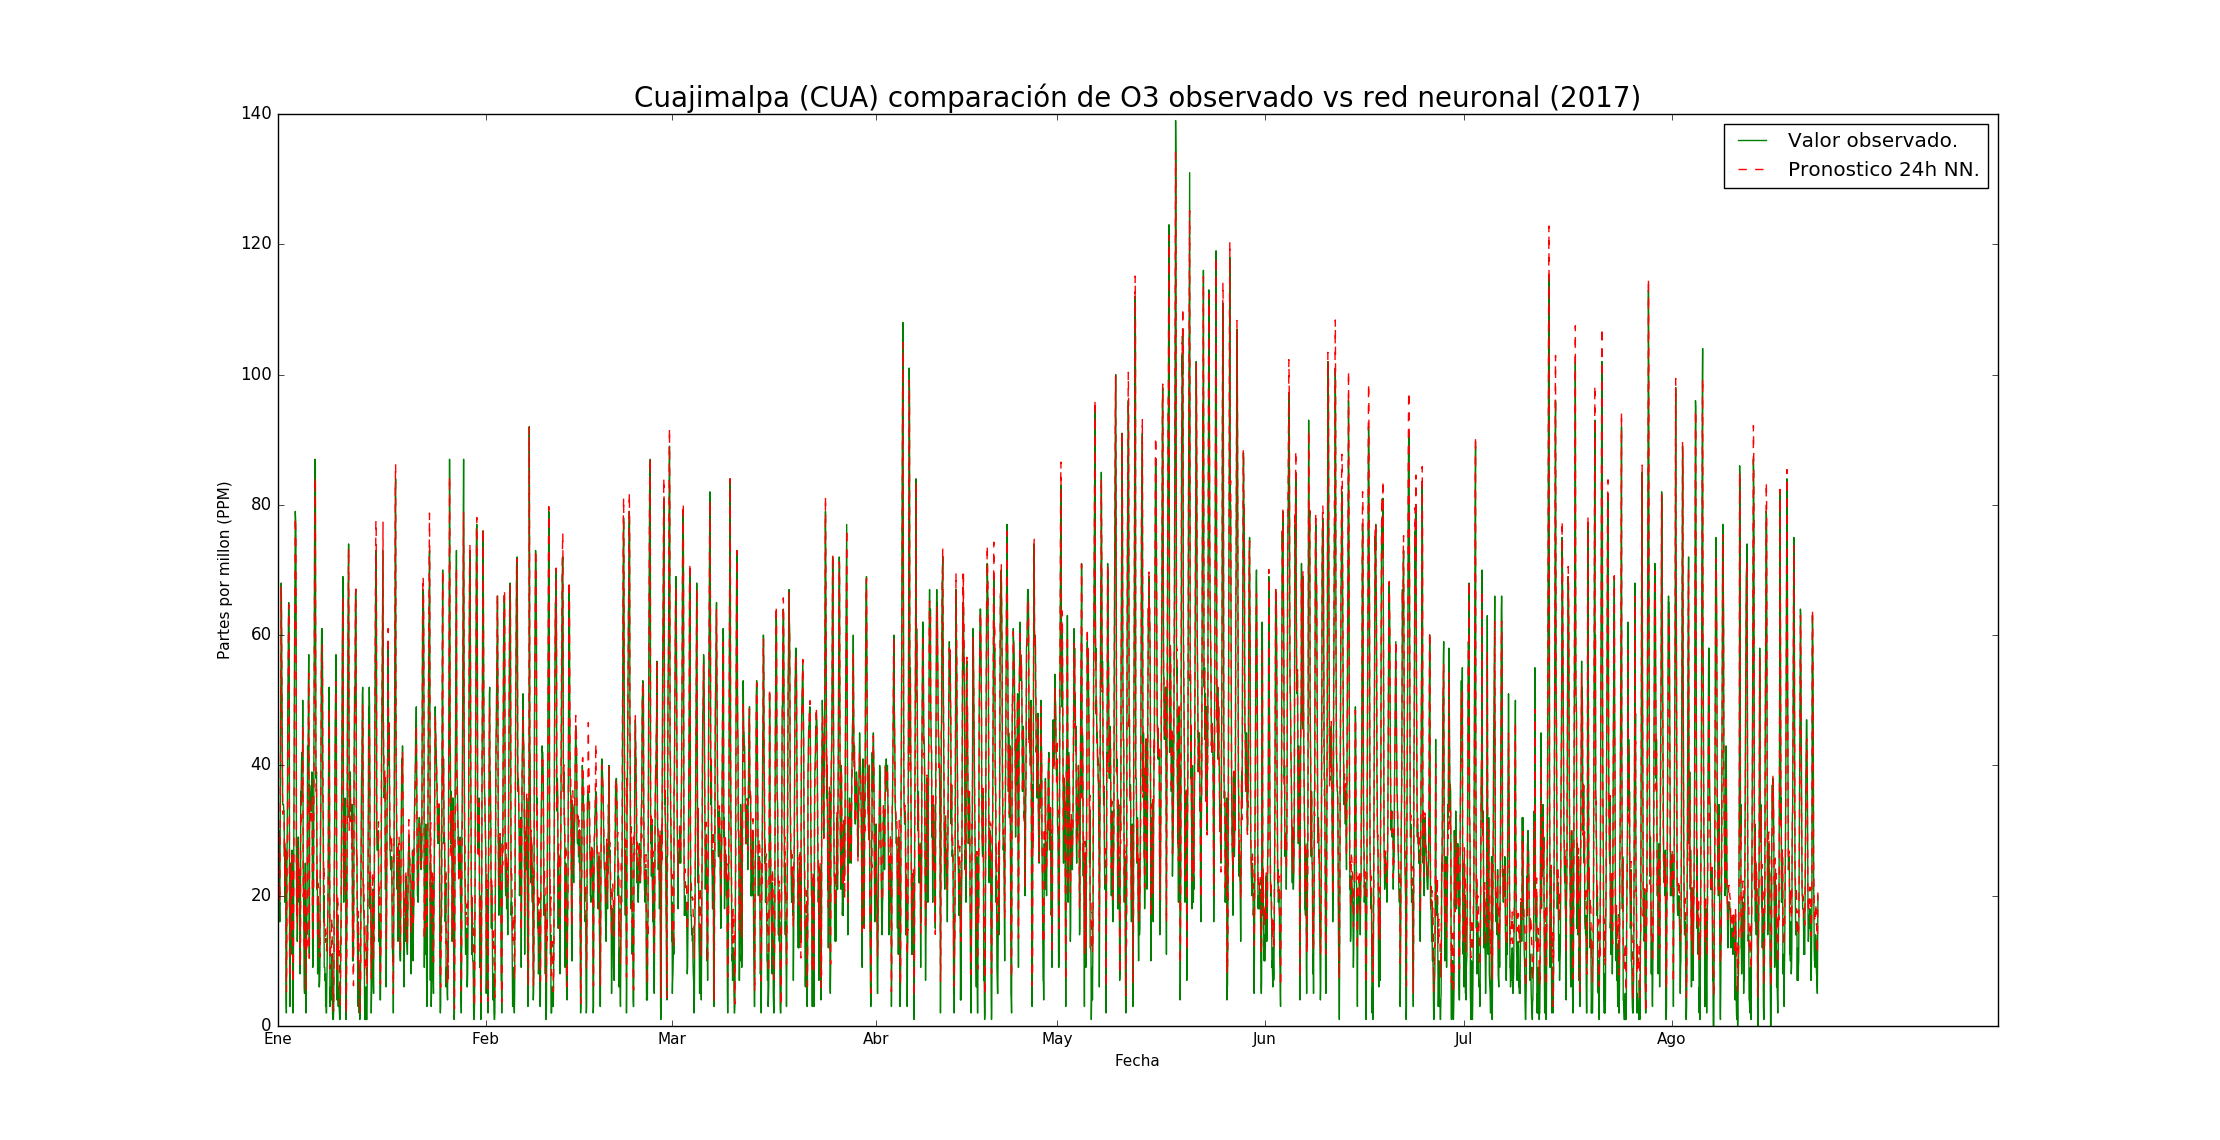 Cuajimalpa (CUA) comparación de O3 observado vs red neuronal (2017)
Valor observado.
Pronostico 24h NN.
Partes por millon (PPM)
140
120
100
80
60
40
20
0
Ene Feb Mar Abr May Jun Jul Ago
Fecha